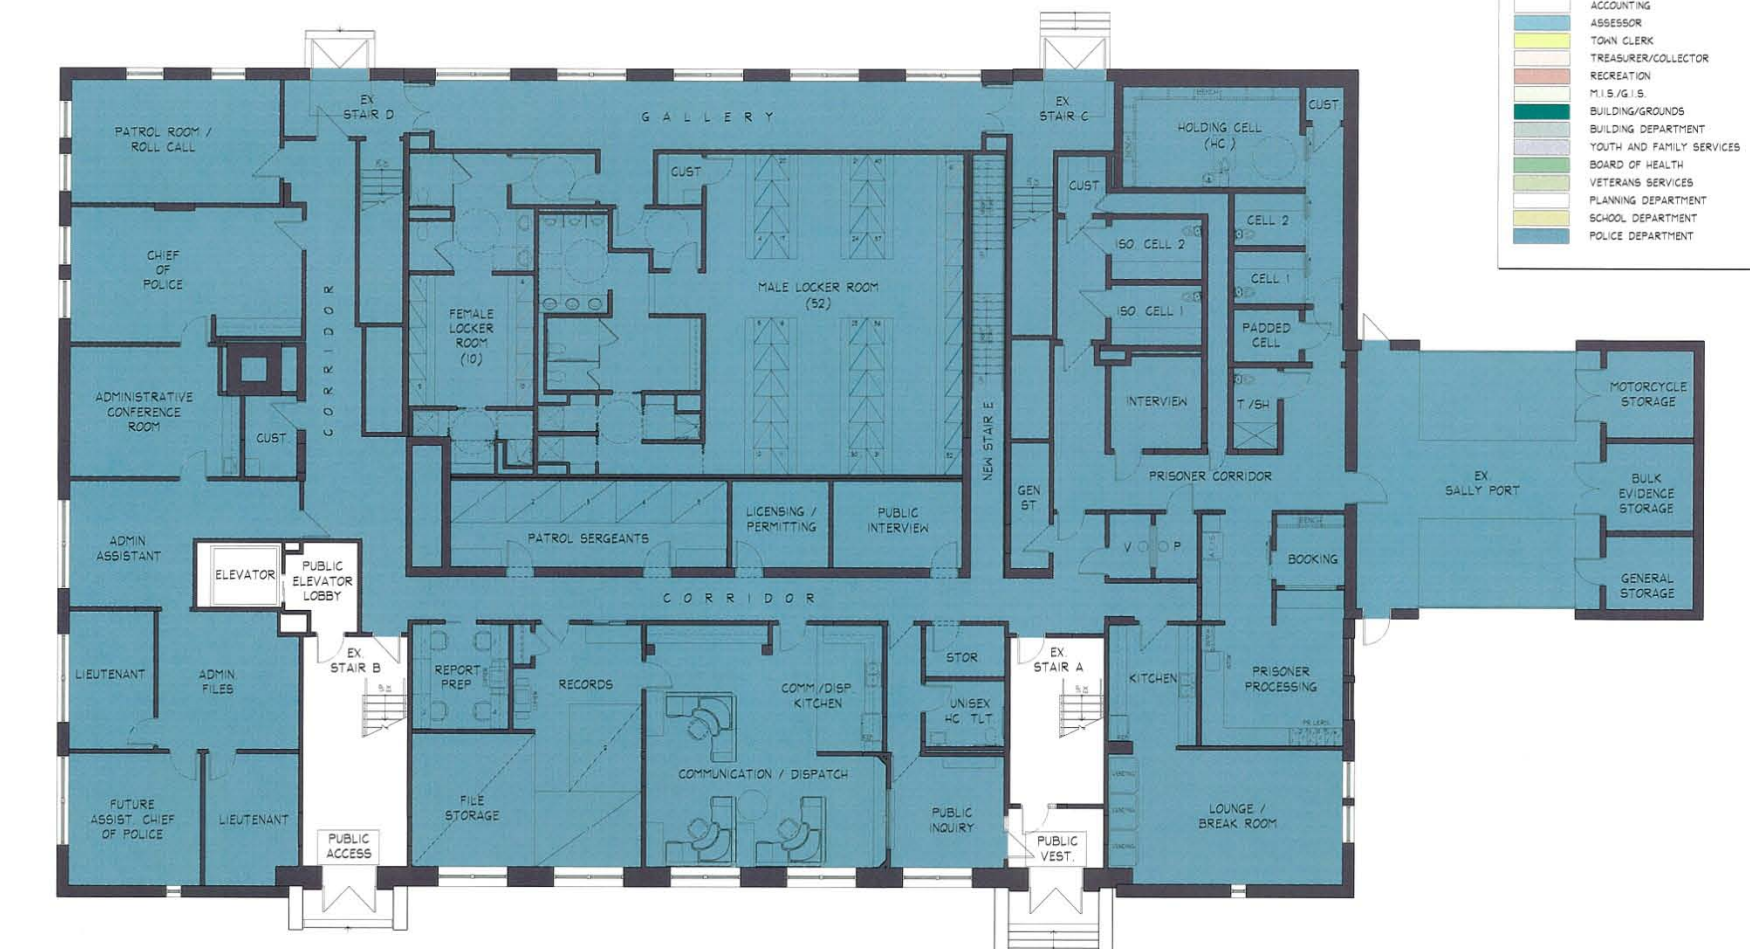 ACCOUNTING
ASSESSOR
TOWN CLERK
TREASURER/COLLECTOR
RECREATION
M.I.S./G.I.S.
BUILDING/GROUNDS
BUILDING DEPARTMENT
YOUTH AND FAMILY SERVICES
BOARD OF HEALTH
VETERANS SERVICES
PLANNING DEPARTMENT
SCHOOL DEPARTMENT
POLICE DEPARTMENT
PATROL ROOM /
ROLL CALL
EX
STAIR D
GALLERY
EX
STAIR C
BENCH
HOLDING CELL
(HC)
BENCH
CUST.
CUST
CUST
CELL 2
ISO. CELL 2
CHIEF
OF
POLICE
CORRIDOR
FEMALE
LOCKER
ROOM
(10)
MALE LOCKER ROOM
(52)
CELL 1
ISO. CELL 1
PADDED
CELL
ADMINISTRATIVE
CONFERENCE
ROOM
CUST.
NEW STAIR E
INTERVIEW
T/SH
MOTORCYCLE
STORAGE
PRISONER CORRIDOR
EX.
SALLY PORT
BULK
EVIDENCE
STORAGE
GEN
ST
PATROL SERGEANTS
LICENSING /
PERMITTING
PUBLIC
INTERVIEW
ADMIN
ASSISTANT
ELEVATOR
PUBLIC
ELEVATOR
LOBBY
V
P
BENCH
BOOKING
GENERAL
STORAGE
CORRIDOR
LIEUTENANT
ADMIN.
FILES
EX.
STAIR B
REPORT
PREP
RECORDS
COMM./DISP.
KITCHEN
STOR
UNISEX
HC. TLT.
EX.
STAIR A
KITCHEN
PRISONER
PROCESSING
FUTURE
ASSIST. CHIEF
OF POLICE
LIEUTENANT
PUBLIC
ACCESS
FILE
STORAGE
COMMUNICATION / DISPATCH
PUBLIC
INQUIRY
PUBLIC
VEST.
VENDING
VENDING
VENDING
LOUNGE /
BREAK ROOM